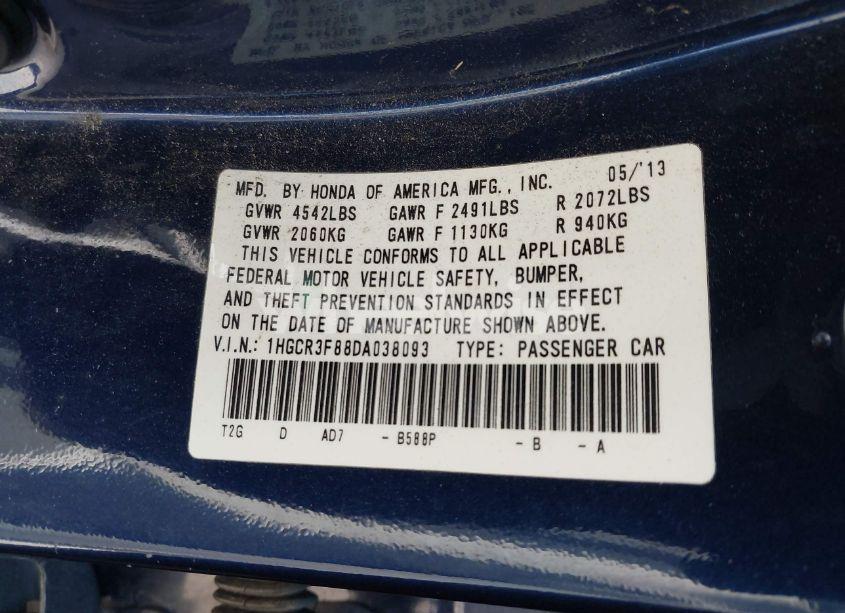 MFD. BY HONDA OF AMERICA MFG., INC. 05/'13
GVWR 4542LBS GAWR F 2491LBS R 2072LBS
GVWR 2060KG GAWR F 1130KG R 940KG
THIS VEHICLE CONFORMS TO ALL APPLICABLE
FEDERAL MOTOR VEHICLE SAFETY, BUMPER,
AND THEFT PREVENTION STANDARDS IN EFFECT
ON THE DATE OF MANUFACTURE SHOWN ABOVE.
V.I.N.: 1HGCR3F88DA038093 TYPE: PASSENGER CAR
T2G D AD7 - B588P - B - A